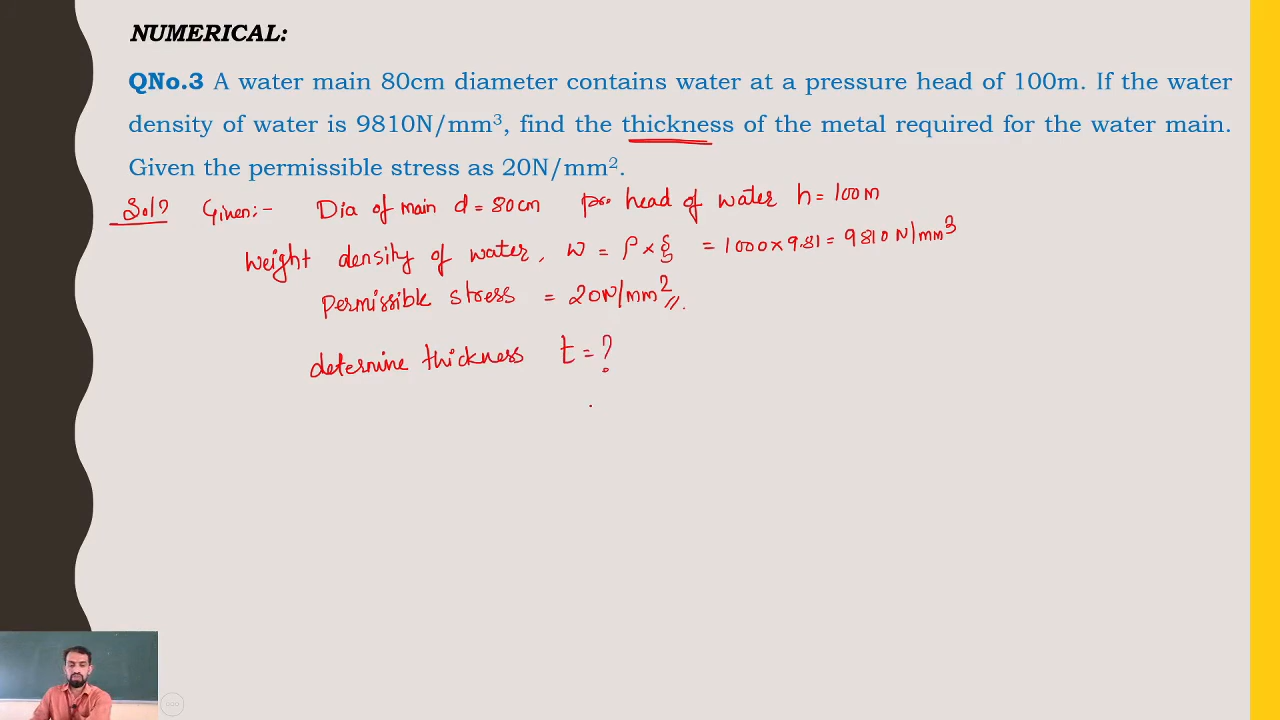 NUMERICAL:
QNo.3 A water main 80cm diameter contains water at a pressure head of 100m. If the water
density of water is 9810N/mm³, find the thickness of the metal required for the water main.
Given the permissible stress as 20N/mm².
Given:- Dia of main d = 80cm head of water h = 100m
Weight density of water, w = ρ × g = 1000×9.81 = 9810 N/mm³
Permissible stress = 20N/mm²
determine thickness t = ?